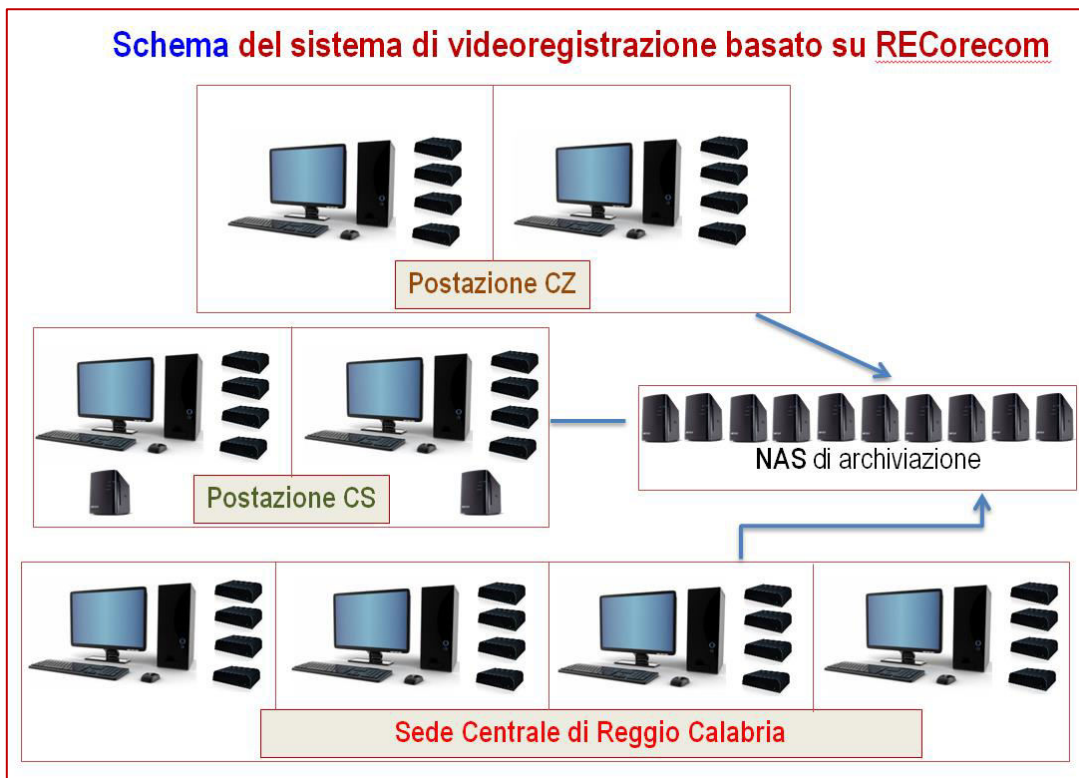 Schema del sistema di videoregistrazione basato su RECorecom
Postazione CZ
Postazione CS
NAS di archiviazione
Sede Centrale di Reggio Calabria